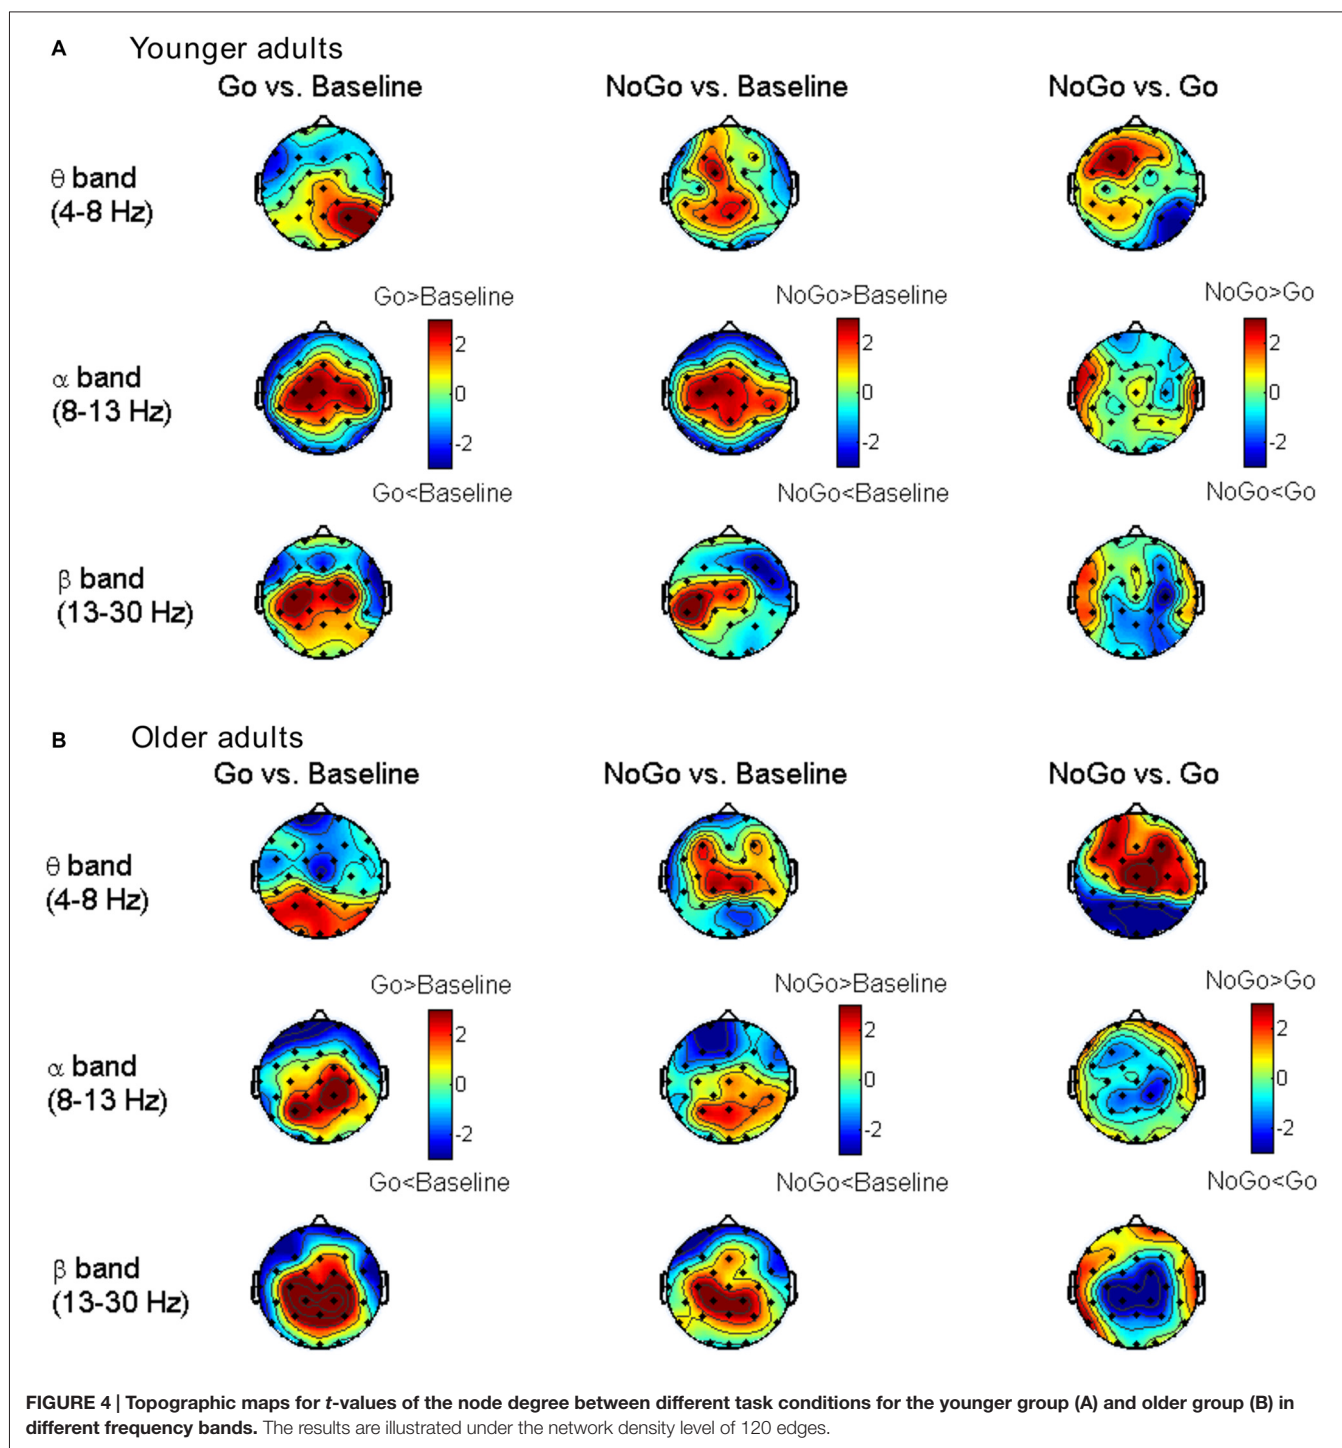 A Younger adults
Go vs. Baseline NoGo vs. Baseline NoGo vs. Go
θ band
(4-8 Hz)
Go>Baseline NoGo>Baseline NoGo>Go
α band
(8-13 Hz)
2 2 2
0 0 0
-2 -2 -2
Go<Baseline NoGo<Baseline NoGo<Go
β band
(13-30 Hz)
B Older adults
Go vs. Baseline NoGo vs. Baseline NoGo vs. Go
θ band
(4-8 Hz)
Go>Baseline NoGo>Baseline NoGo>Go
α band
(8-13 Hz)
2 2 2
0 0 0
-2 -2 -2
Go<Baseline NoGo<Baseline NoGo<Go
β band
(13-30 Hz)
FIGURE 4 | Topographic maps for t-values of the node degree between different task conditions for the younger group (A) and older group (B) in
different frequency bands. The results are illustrated under the network density level of 120 edges.